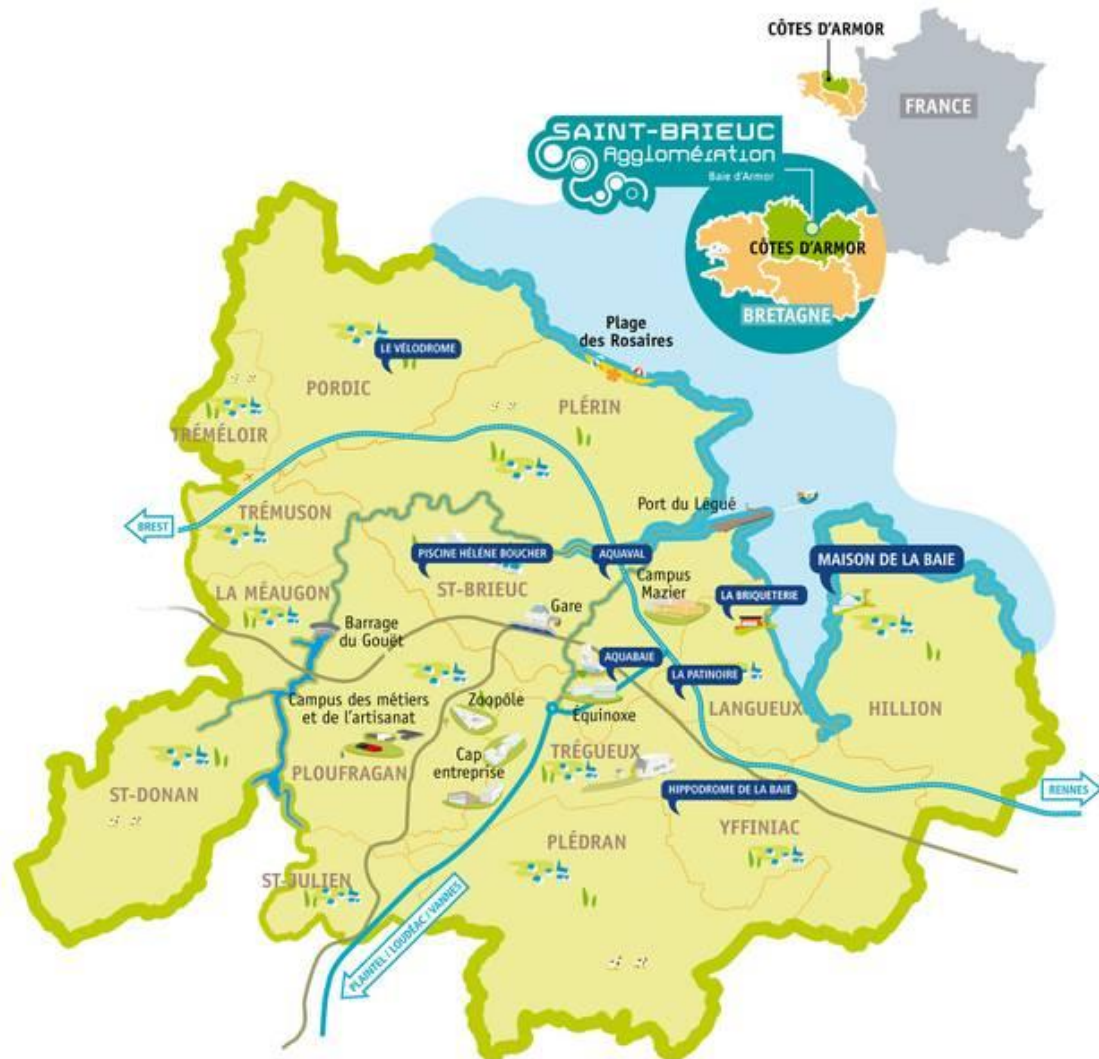 CÔTES D'ARMOR
FRANCE
SAINT-BRIEUC
Agglomération
Baie d'Armor
CÔTES D'ARMOR
BRETAGNE
Plage
des Rosaires
LE VÉLODROME
PORDIC
PLÉRIN
TRÉMÉLOIR
Port du Légué
TRÉMUSON
BREST
PISCINE HÉLÈNE BOUCHER
AQUAVAL
MAISON DE LA BAIE
Campus
Mazier
ST-BRIEUC
LA MÉAUGON
LA BRIQUETERIE
Gare
Barrage
du Gouët
AQUABAIE
LA PATINOIRE
Campus des métiers
et de l'artisanat
Zoopôle
Équinoxe
LANGUEUX
HILLION
Cap
entreprise
TRÉGUEUX
PLOUFRAGAN
ST-DONAN
HIPPODROME DE LA BAIE
RENNES
YFFINIAC
PLÉDRAN
ST-JULIEN
PLAINTEL / LOUDÉAC / VANNES